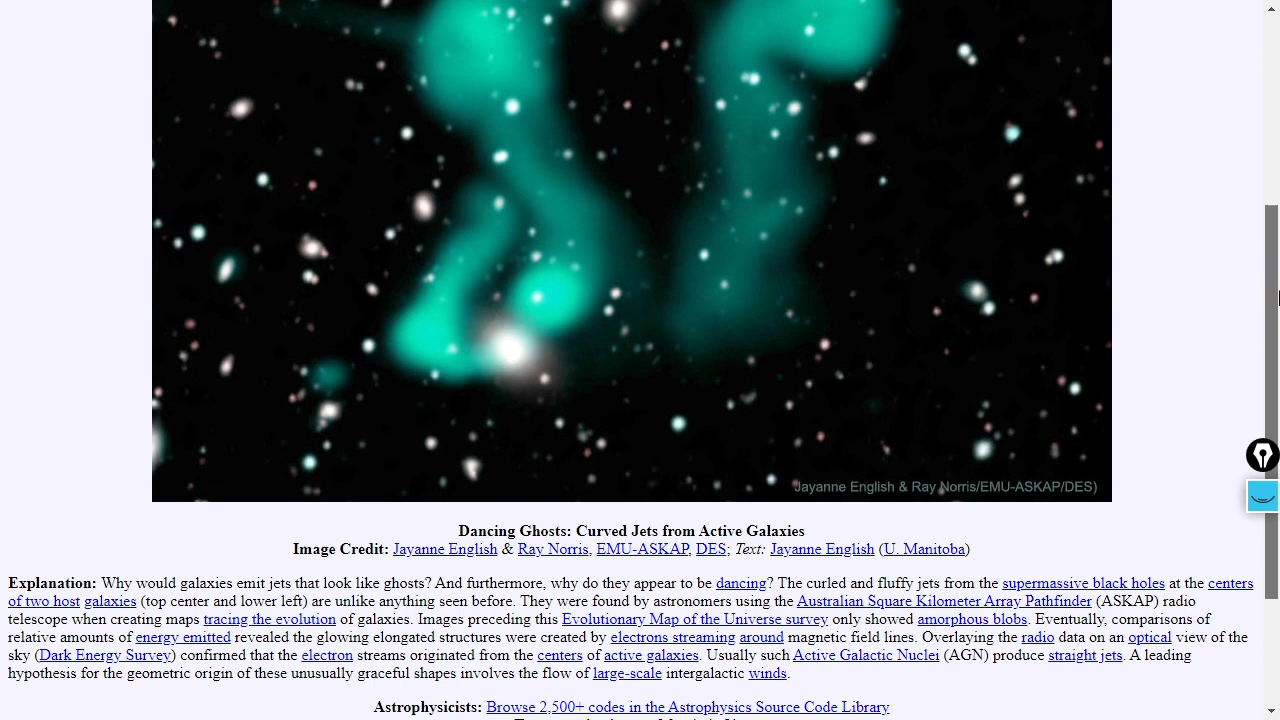 Jayanne English & Ray Norris/EMU-ASKAP/DES)
Dancing Ghosts: Curved Jets from Active Galaxies
Image Credit: Jayanne English & Ray Norris, EMU-ASKAP, DES; Text: Jayanne English (U. Manitoba)
Explanation: Why would galaxies emit jets that look like ghosts? And furthermore, why do they appear to be dancing? The curled and fluffy jets from the supermassive black holes at the centers
of two host galaxies (top center and lower left) are unlike anything seen before. They were found by astronomers using the Australian Square Kilometer Array Pathfinder (ASKAP) radio
telescope when creating maps tracing the evolution of galaxies. Images preceding this Evolutionary Map of the Universe survey only showed amorphous blobs. Eventually, comparisons of
relative amounts of energy emitted revealed the glowing elongated structures were created by electrons streaming around magnetic field lines. Overlaying the radio data on an optical view of the
sky (Dark Energy Survey) confirmed that the electron streams originated from the centers of active galaxies. Usually such Active Galactic Nuclei (AGN) produce straight jets. A leading
hypothesis for the geometric origin of these unusually graceful shapes involves the flow of large-scale intergalactic winds.
Astrophysicists: Browse 2,500+ codes in the Astrophysics Source Code Library